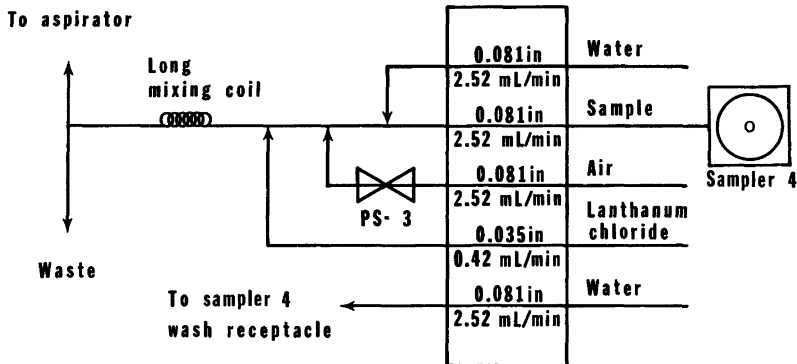 To aspirator
Long
mixing coil
Waste
0.081in
2.52 mL/min
Water
0.081in
2.52 mL/min
Sample
Sampler 4
0.081in
2.52 mL/min
Air
PS- 3
0.035in
0.42 mL/min
Lanthanum
chloride
0.081in
2.52 mL/min
Water
To sampler 4
wash receptacle